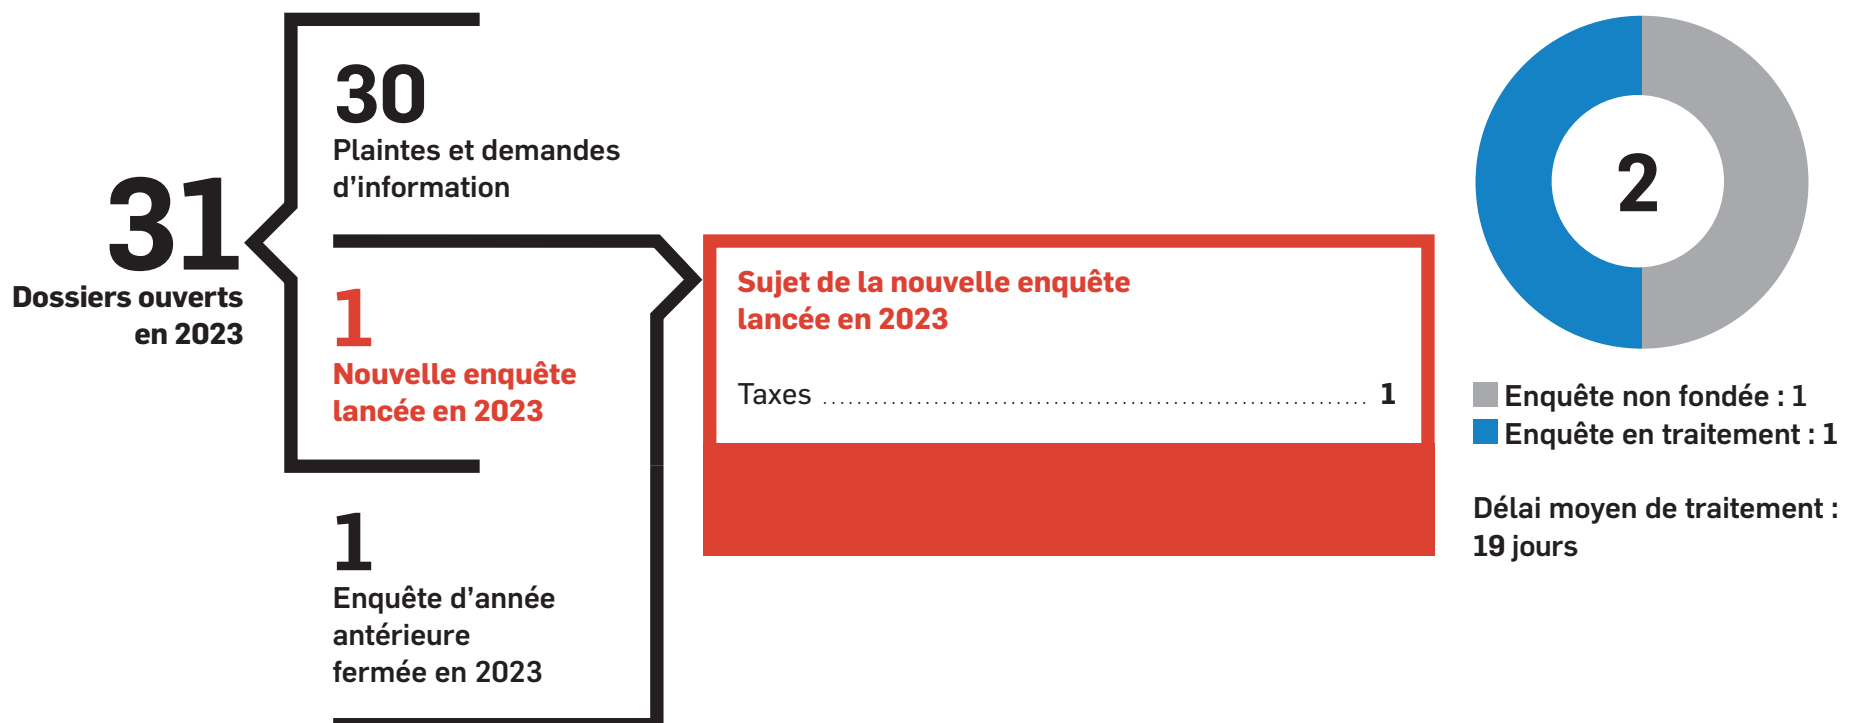 31
Dossiers ouverts
en 2023
30
Plaintes et demandes
d’information
1
Nouvelle enquête
lancée en 2023
1
Enquête d’année
antérieure
fermée en 2023
Sujet de la nouvelle enquête
lancée en 2023
Taxes ........................................................ 1
2
Enquête non fondée : 1
Enquête en traitement : 1
Délai moyen de traitement :
19 jours